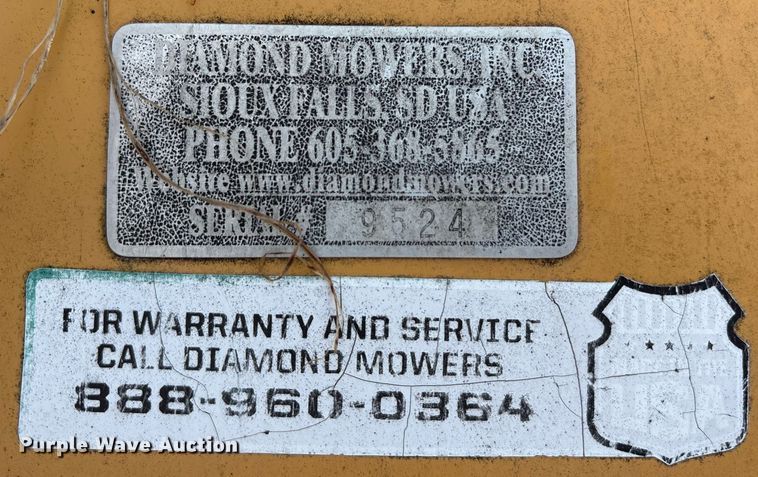 DIAMOND MOWERS, INC.
SIOUX FALLS, SD USA
PHONE 605-368-5865
Website www.diamondmowers.com
SERIAL# 9524
FOR WARRANTY AND SERVICE
CALL DIAMOND MOWERS
888-960-0364
USA
Purple Wave Auction